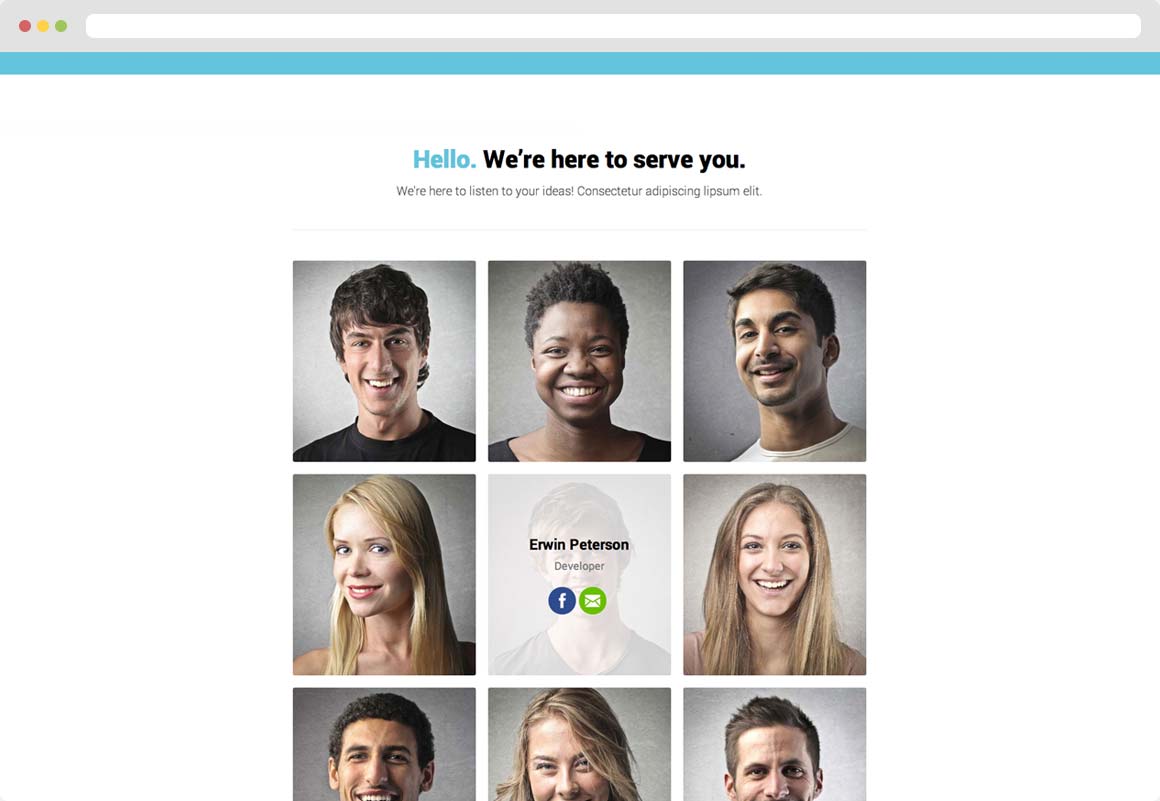 Hello. We’re here to serve you.
We're here to listen to your ideas! Consectetur adipiscing lipsum elit.
Erwin Peterson
Developer
f